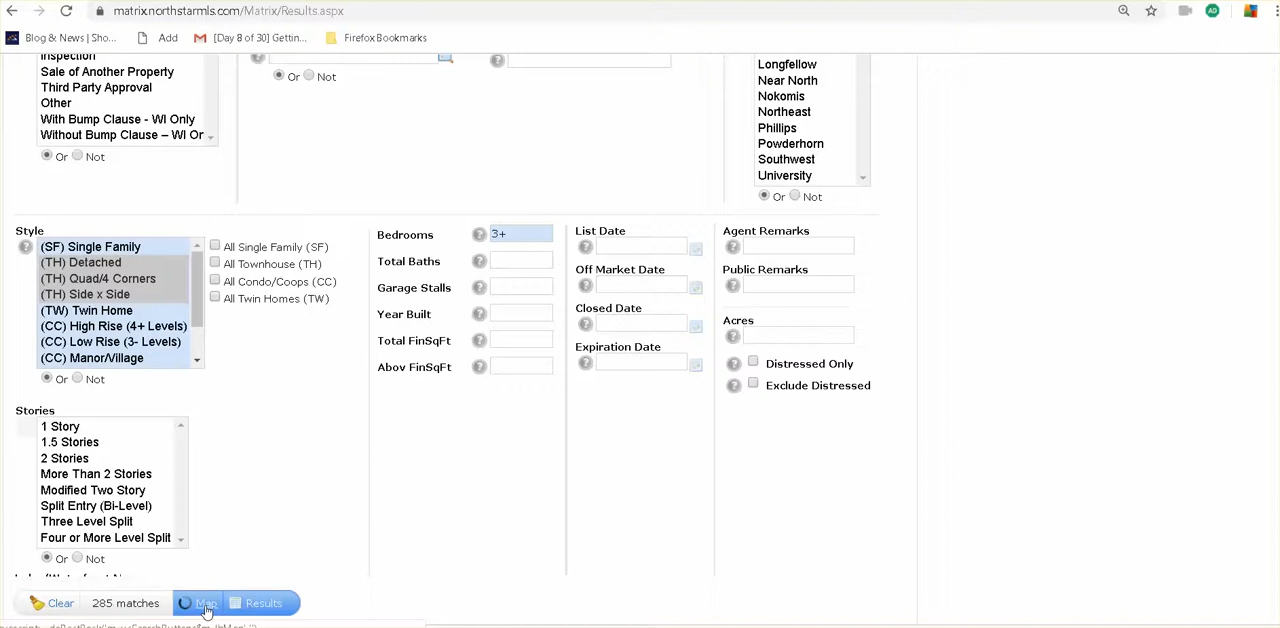 matrix.northstarmls.com/Matrix/Results.aspx
AD
Blog & News | Sho...
Add
[Day 8 of 30] Gettin...
Firefox Bookmarks
Inspection
Sale of Another Property
Third Party Approval
Other
With Bump Clause - WI Only
Without Bump Clause – WI Or
Or Not
Or Not
Longfellow
Near North
Nokomis
Northeast
Phillips
Powderhorn
Southwest
University
Or Not
Style
(SF) Single Family
(TH) Detached
(TH) Quad/4 Corners
(TH) Side x Side
(TW) Twin Home
(CC) High Rise (4+ Levels)
(CC) Low Rise (3- Levels)
(CC) Manor/Village
Or Not
All Single Family (SF)
All Townhouse (TH)
All Condo/Coops (CC)
All Twin Homes (TW)
Stories
1 Story
1.5 Stories
2 Stories
More Than 2 Stories
Modified Two Story
Split Entry (Bi-Level)
Three Level Split
Four or More Level Split
Or Not
Bedrooms 3+
Total Baths
Garage Stalls
Year Built
Total FinSqFt
Abov FinSqFt
List Date
Off Market Date
Closed Date
Expiration Date
Agent Remarks
Public Remarks
Acres
Distressed Only
Exclude Distressed
Clear 285 matches Map Results